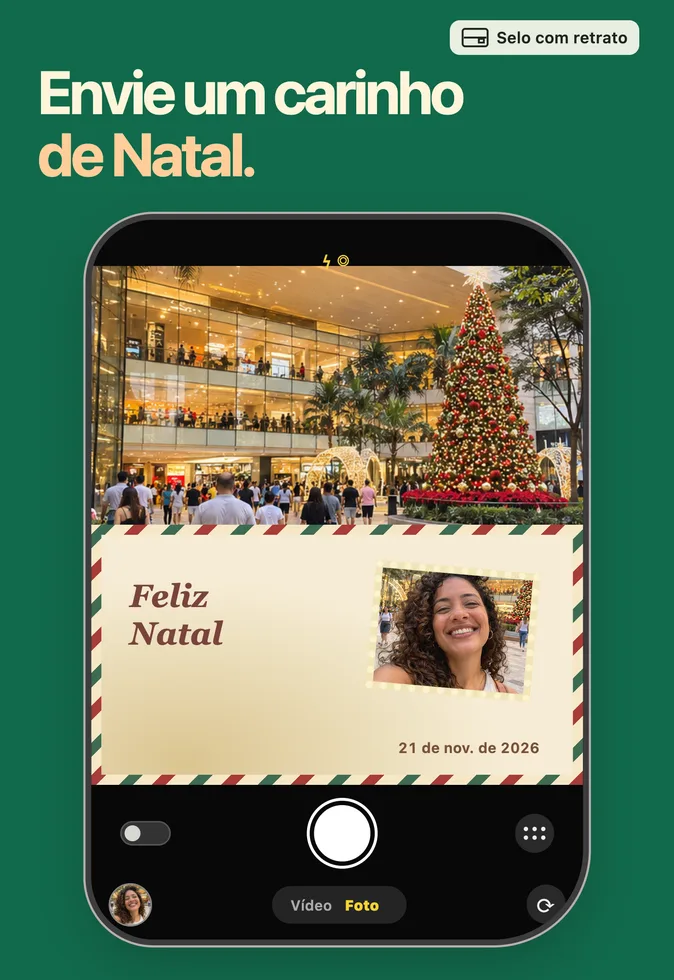 Selo com retrato
Envie um carinho
de Natal.
Feliz
Natal
21 de nov. de 2026
Vídeo Foto